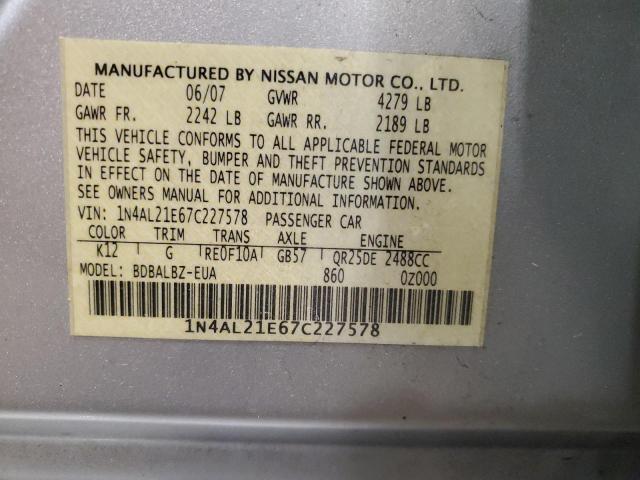 MANUFACTURED BY NISSAN MOTOR CO., LTD.
DATE 06/07 GVWR 4279 LB
GAWR FR. 2242 LB GAWR RR. 2189 LB
THIS VEHICLE CONFORMS TO ALL APPLICABLE FEDERAL MOTOR
VEHICLE SAFETY, BUMPER AND THEFT PREVENTION STANDARDS
IN EFFECT ON THE DATE OF MANUFACTURE SHOWN ABOVE.
SEE OWNERS MANUAL FOR ADDITIONAL INFORMATION.
VIN: 1N4AL21E67C227578 PASSENGER CAR
COLOR TRIM TRANS AXLE ENGINE
K12 G RE0F10A GB57 QR25DE 2488CC
MODEL: BDBALBZ-EUA 860 0Z000
1N4AL21E67C227578